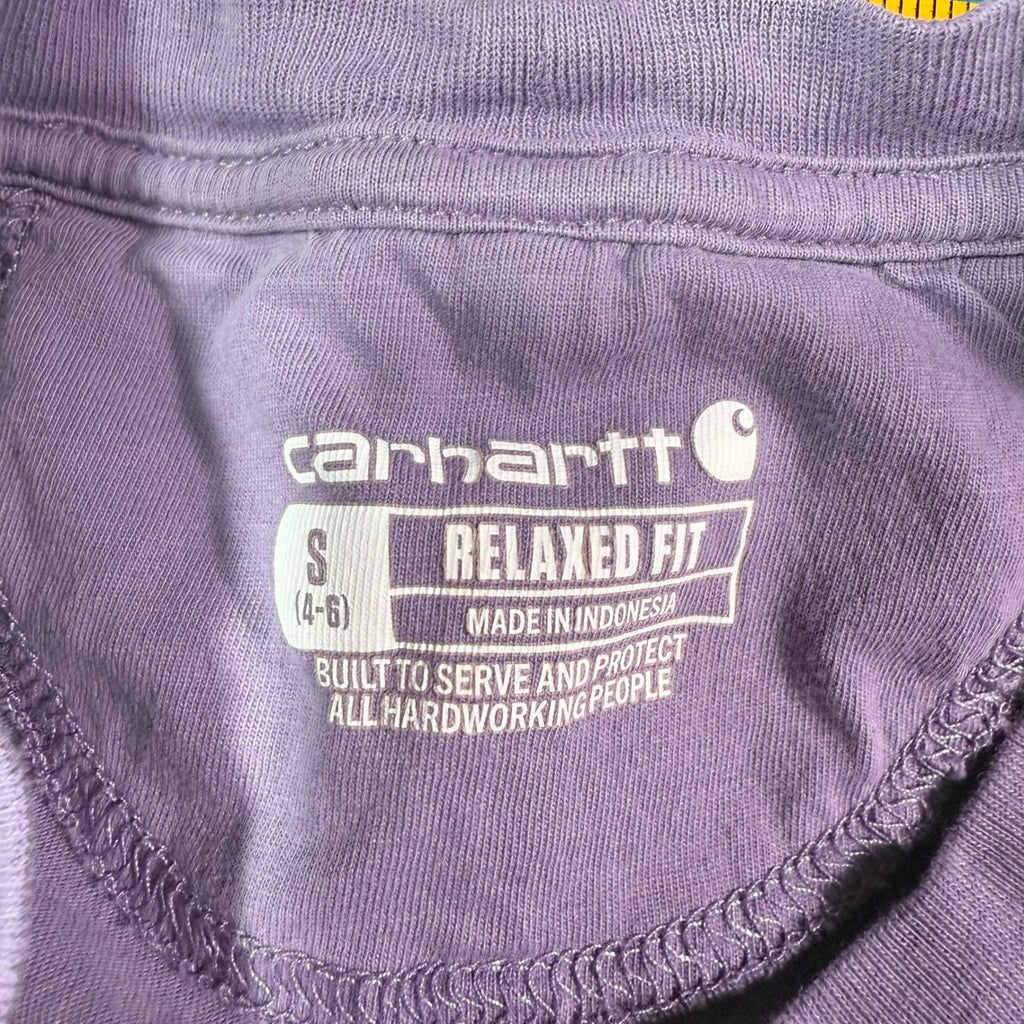 carhartt
S
(4-6)
RELAXED FIT
MADE IN INDONESIA
BUILT TO SERVE AND PROTECT
ALL HARDWORKING PEOPLE